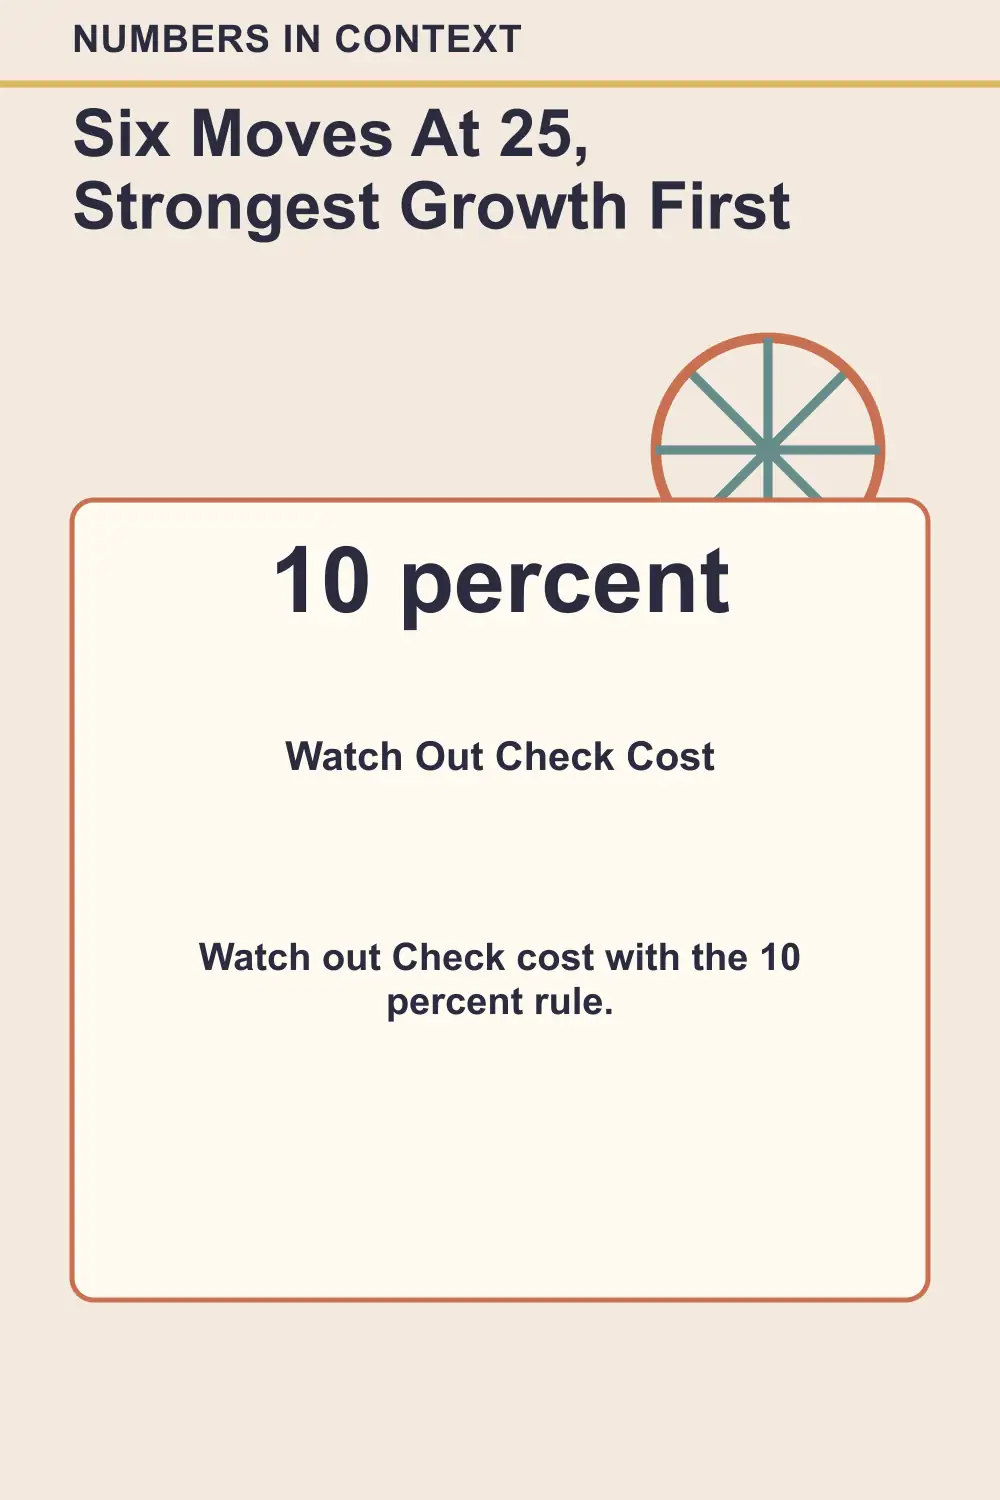 NUMBERS IN CONTEXT
Six Moves At 25,
Strongest Growth First
10 percent
Watch Out Check Cost
Watch out Check cost with the 10
percent rule.